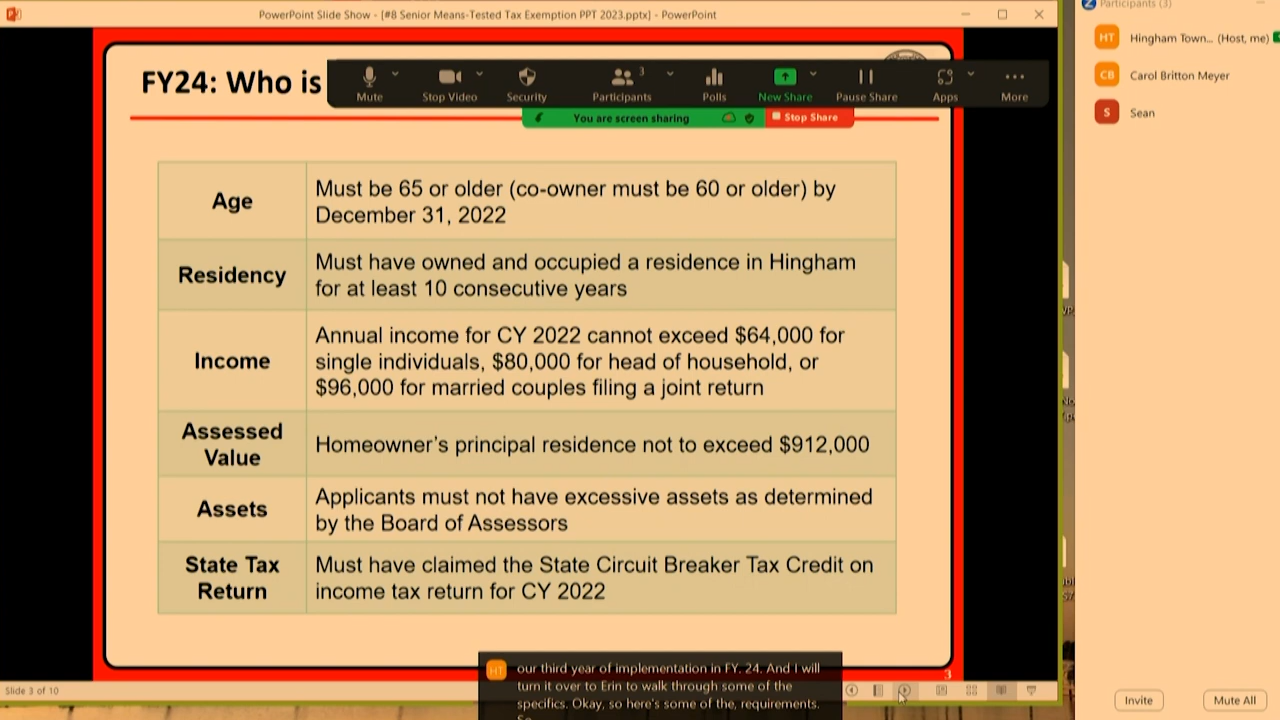 PowerPoint Slide Show - [#8 Senior Means-Tested Tax Exemption PPT 2023.pptx] - PowerPoint
Participants (3)
HT Hingham Town... (Host, me)
CB Carol Britton Meyer
S Sean
FY24: Who is
3
Mute Stop Video Security Participants Polls New Share Pause Share Apps More
You are screen sharing Stop Share
Age
Must be 65 or older (co-owner must be 60 or older) by
December 31, 2022
Residency
Must have owned and occupied a residence in Hingham
for at least 10 consecutive years
Income
Annual income for CY 2022 cannot exceed $64,000 for
single individuals, $80,000 for head of household, or
$96,000 for married couples filing a joint return
Assessed
Value
Homeowner's principal residence not to exceed $912,000
Assets
Applicants must not have excessive assets as determined
by the Board of Assessors
State Tax
Return
Must have claimed the State Circuit Breaker Tax Credit on
income tax return for CY 2022
3
HT our third year of implementation in FY. 24. And I will
turn it over to Erin to walk through some of the
specifics. Okay, so here's some of the, requirements.
Slide 3 of 10
Invite Mute All